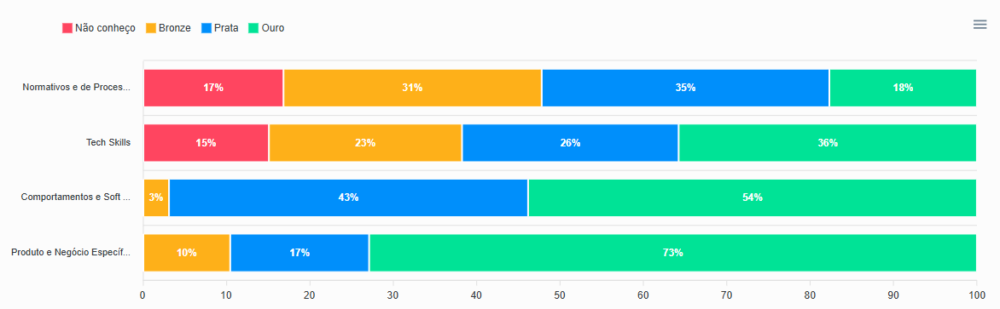 Não conheço Bronze Prata Ouro
Normativos e de Proces... 17% 31% 35% 18%
Tech Skills 15% 23% 26% 36%
Comportamentos e Soft ... 3% 43% 54%
Produto e Negócio Específ... 10% 17% 73%
0 10 20 30 40 50 60 70 80 90 100